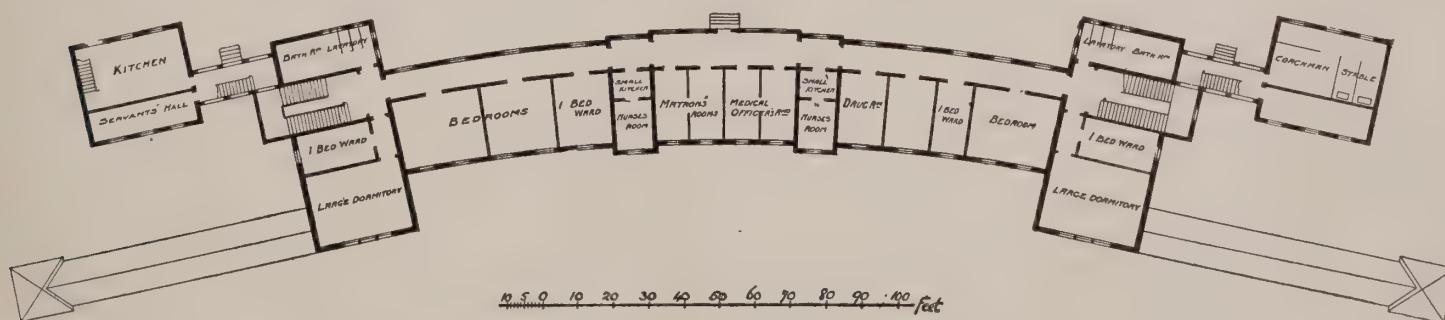 KITCHEN
SERVANTS' HALL
BATH RM LAVATORY
1 BED WARD
LARGE DORMITORY
BEDROOMS
1 BED
WARD
SMALL
KITCHEN
NURSES
ROOM
MATRON'S
ROOMS
MEDICAL
OFFICER'S RMS
SMALL
KITCHEN
NURSES
ROOM
DRUG RM
1 BED
WARD
BEDROOM
LAVATORY BATH RM
1 BED WARD
LARGE DORMITORY
COACHMAN
STABLE
10 5 0 10 20 30 40 50 60 70 80 90 100 feet